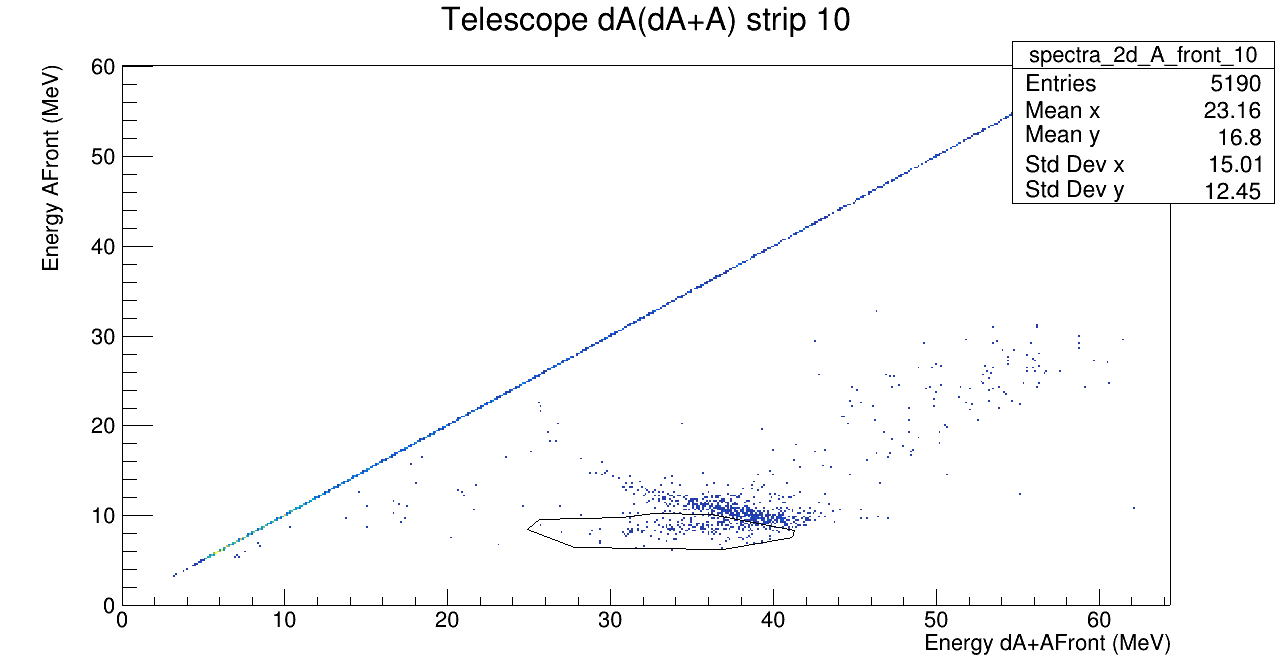 Telescope dA(dA+A) strip 10
spectra_2d_A_front_10
Entries 5190
Mean x 23.16
Mean y 16.8
Std Dev x 15.01
Std Dev y 12.45
Energy AFront (MeV)
60
50
40
30
20
10
0
0 10 20 30 40 50 60
Energy dA+AFront (MeV)